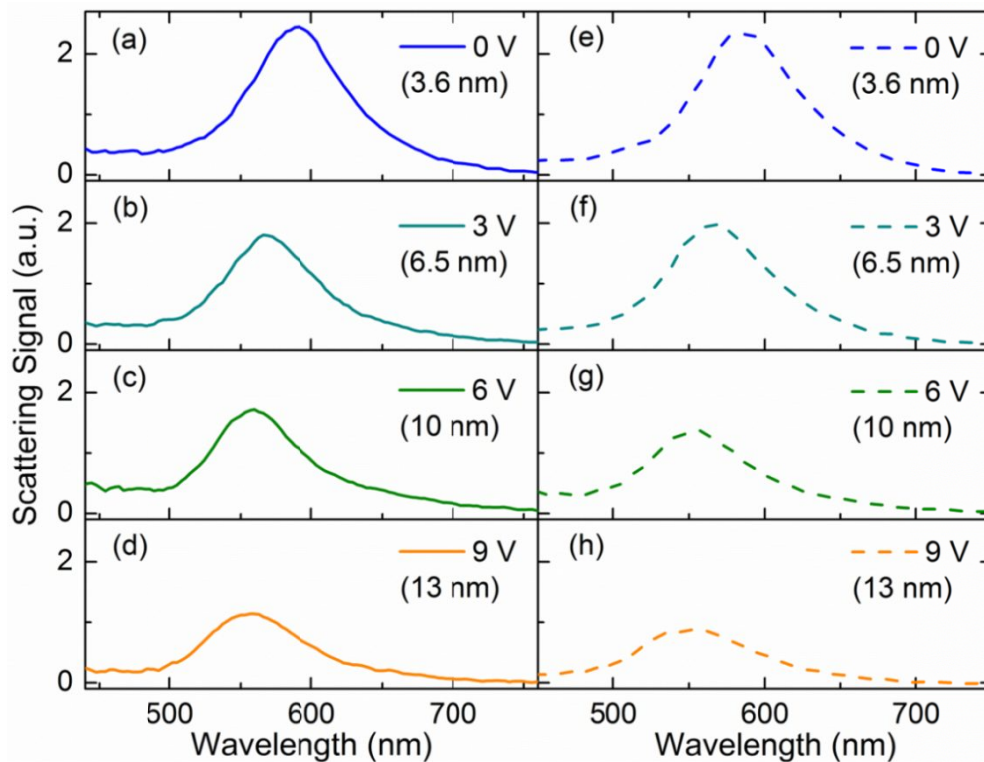 Scattering Signal (a.u.)
(a)
0 V
(3.6 nm)
2
0
(e)
0 V
(3.6 nm)
(b)
3 V
(6.5 nm)
2
0
(f)
3 V
(6.5 nm)
(c)
6 V
(10 nm)
2
0
(g)
6 V
(10 nm)
(d)
9 V
(13 nm)
2
0
(h)
9 V
(13 nm)
500 600 700
500 600 700
Wavelength (nm)
Wavelength (nm)